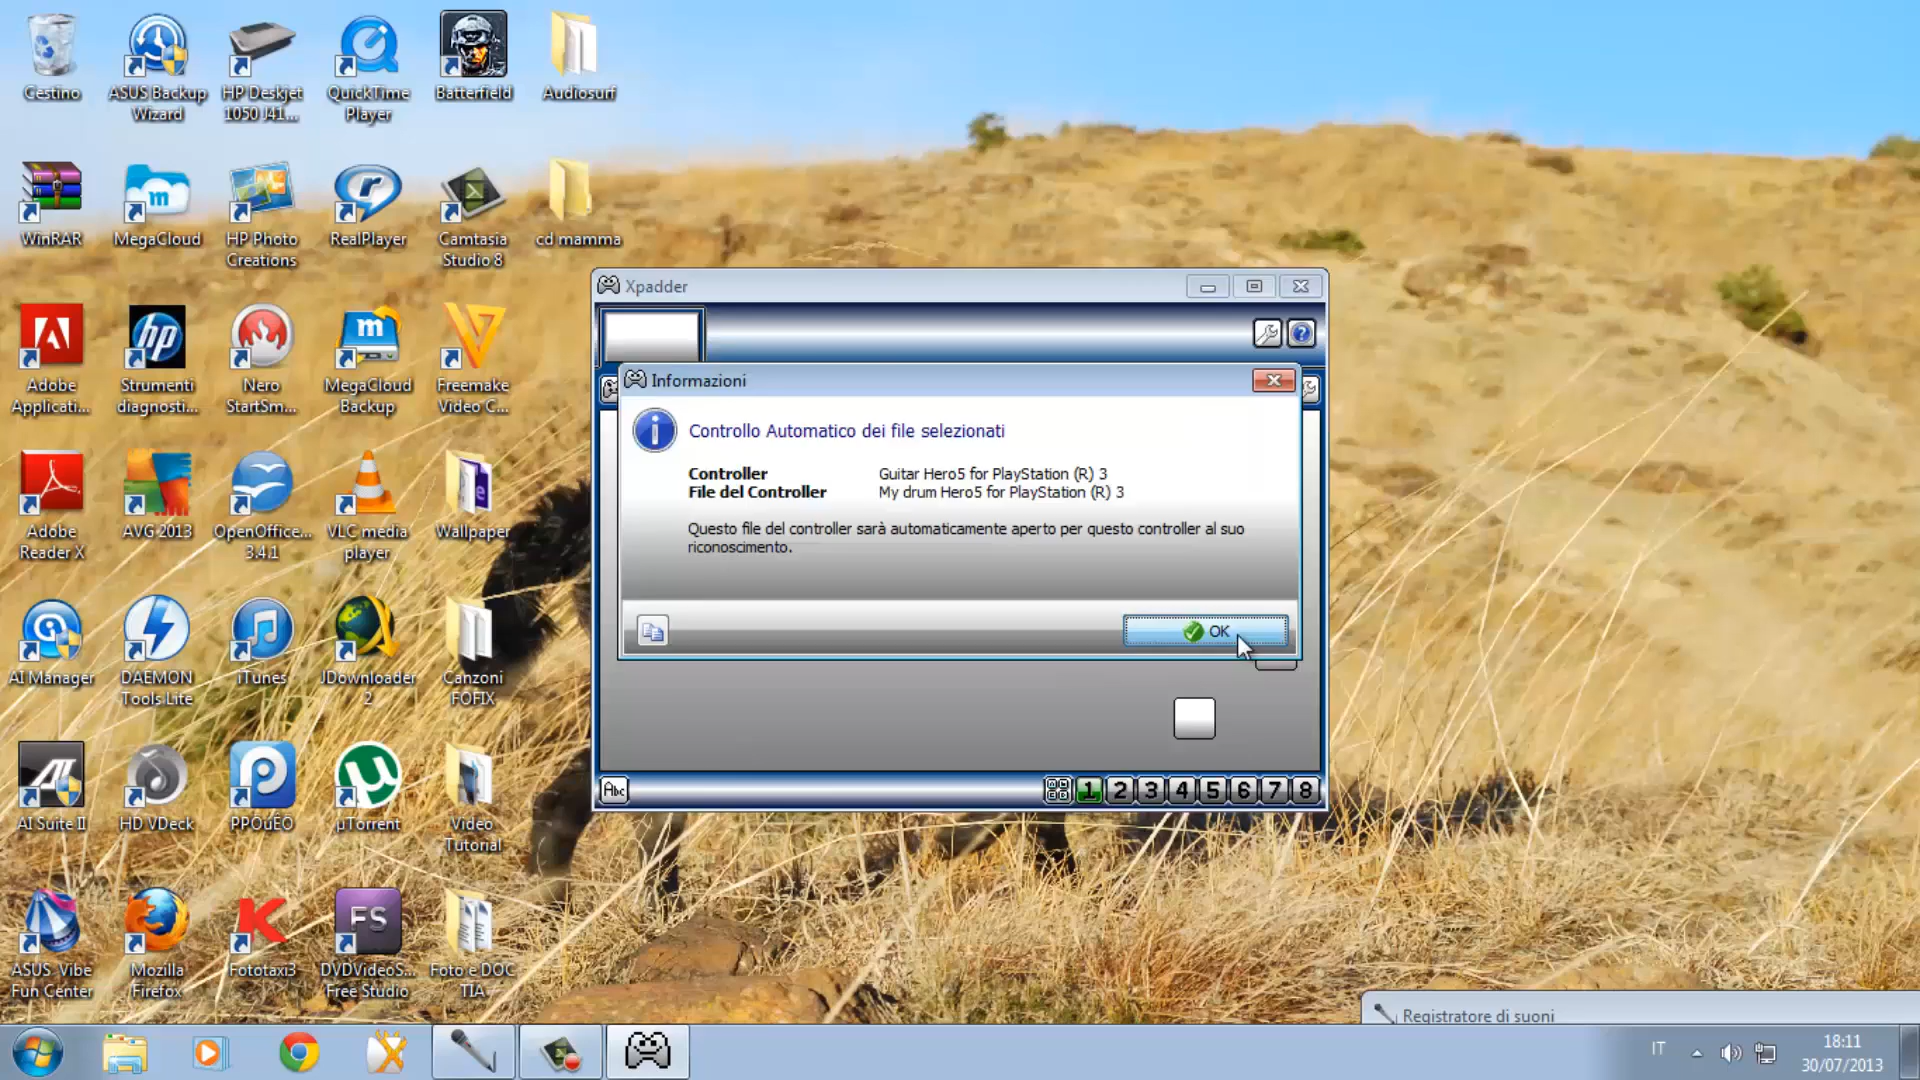 Cestino
ASUS Backup
Wizard
HP Deskjet
1050 J41...
QuickTime
Player
Batterfield
Audiosurf
WinRAR
MegaCloud
HP Photo
Creations
RealPlayer
Camtasia
Studio 8
cd mamma
Adobe
Applicati...
Strumenti
diagnosti...
Nero
StartSm...
MegaCloud
Backup
Freemake
Video C...
Adobe
Reader X
AVG 2013
OpenOffice...
3.4.1
VLC media
player
Wallpaper
AI Manager
DAEMON
Tools Lite
iTunes
JDownloader
2
Canzoni
FOFIX
AI Suite II
HD VDeck
PPÖúÊÖ
µTorrent
Video
Tutorial
ASUS Vibe
Fun Center
Mozilla
Firefox
Fototaxi3
DVDVideoS...
Free Studio
Foto e DOC
TIA
Xpadder
Informazioni
Controllo Automatico dei file selezionati
Controller Guitar Hero5 for PlayStation (R) 3
File del Controller My drum Hero5 for PlayStation (R) 3
Questo file del controller sarà automaticamente aperto per questo controller al suo
riconoscimento.
OK
Abc
1 2 3 4 5 6 7 8
Registratore di suoni
IT
18:11
30/07/2013